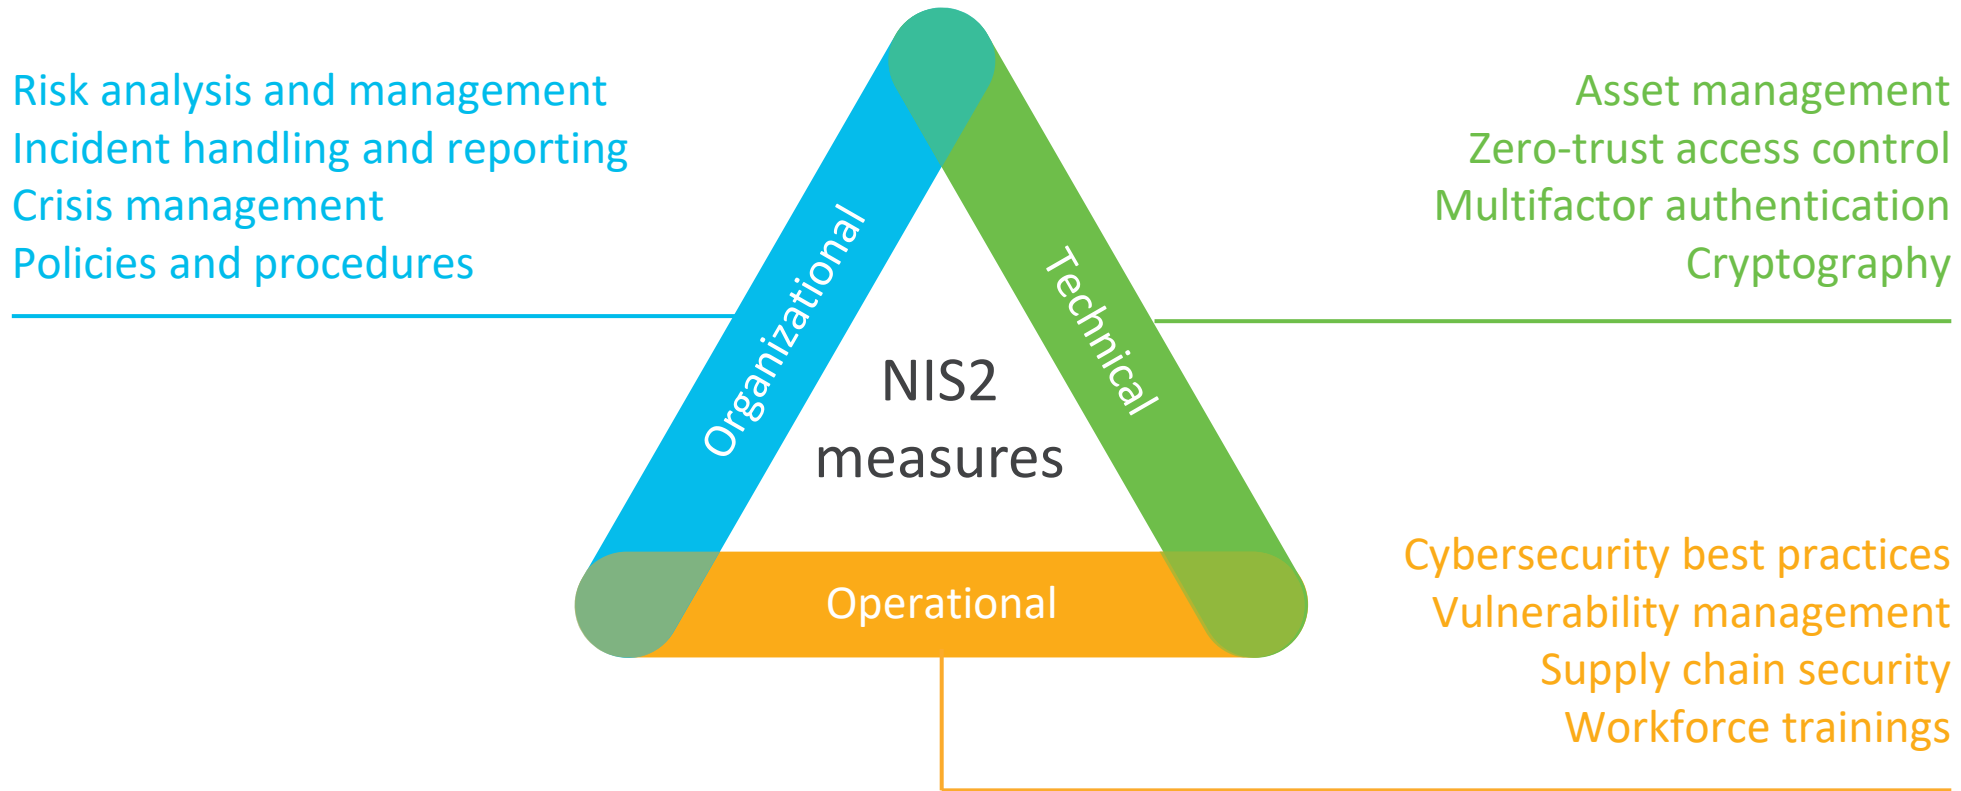 Risk analysis and management
Incident handling and reporting
Crisis management
Policies and procedures
Asset management
Zero-trust access control
Multifactor authentication
Cryptography
Organizational
Technical
NIS2
measures
Operational
Cybersecurity best practices
Vulnerability management
Supply chain security
Workforce trainings